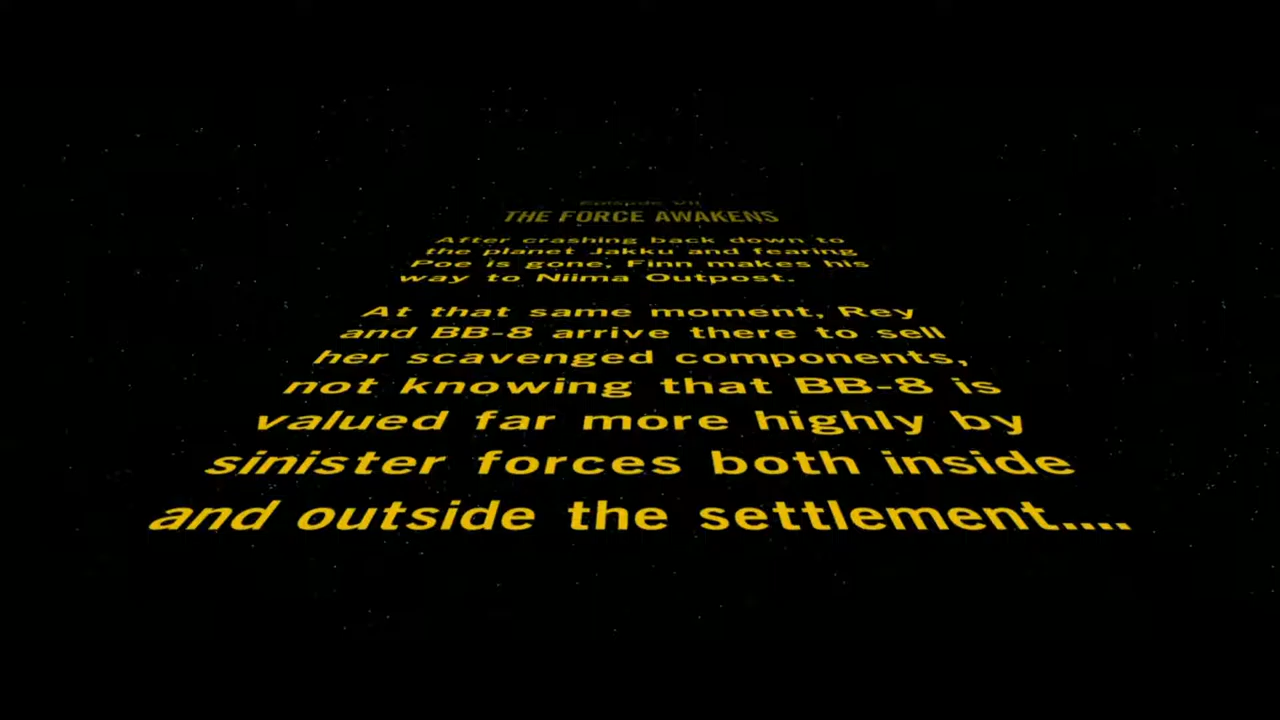 Episode VII
THE FORCE AWAKENS
After crashing back down to
the planet Jakku and fearing
Poe is gone, Finn makes his
way to Niima Outpost.
At that same moment, Rey
and BB-8 arrive there to sell
her scavenged components,
not knowing that BB-8 is
valued far more highly by
sinister forces both inside
and outside the settlement....